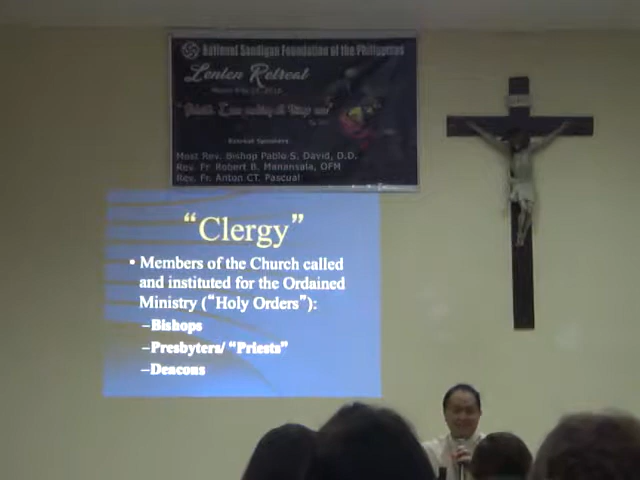 National Sandigan Foundation of the Philippines
Lenten Retreat
Retreat Speakers
Most Rev. Bishop Pablo S. David, D.D.
Rev. Fr. Robert B. Manansala, OFM
Rev. Fr. Anton CT. Pascual
“Clergy”
• Members of the Church called
and instituted for the Ordained
Ministry (“Holy Orders”):
–Bishops
–Presbyters/ “Priests”
–Deacons